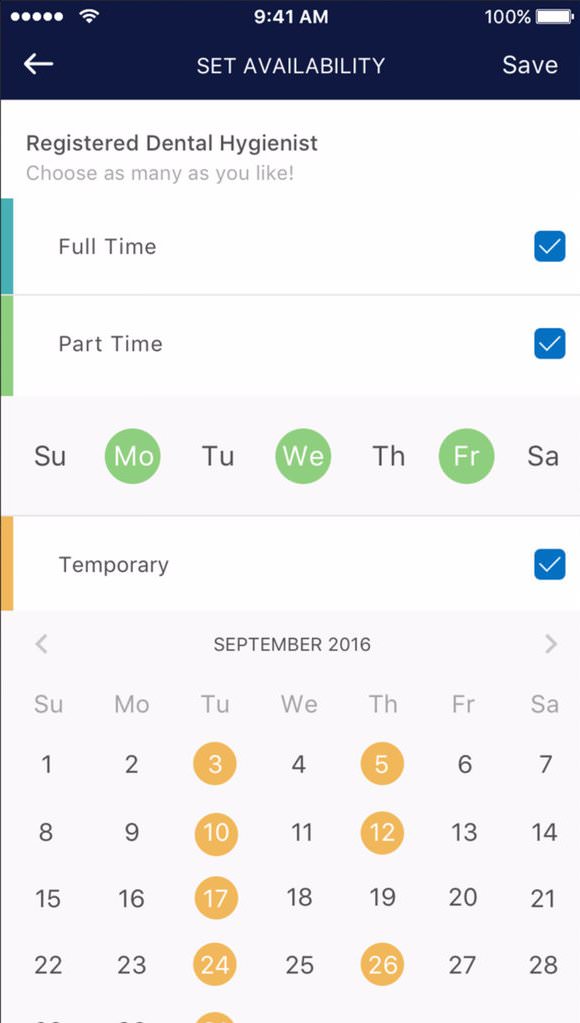 9:41 AM 100%
SET AVAILABILITY Save
Registered Dental Hygienist
Choose as many as you like!
Full Time
Part Time
Su Mo Tu We Th Fr Sa
Temporary
SEPTEMBER 2016
Su Mo Tu We Th Fr Sa
1 2 3 4 5 6 7
8 9 10 11 12 13 14
15 16 17 18 19 20 21
22 23 24 25 26 27 28